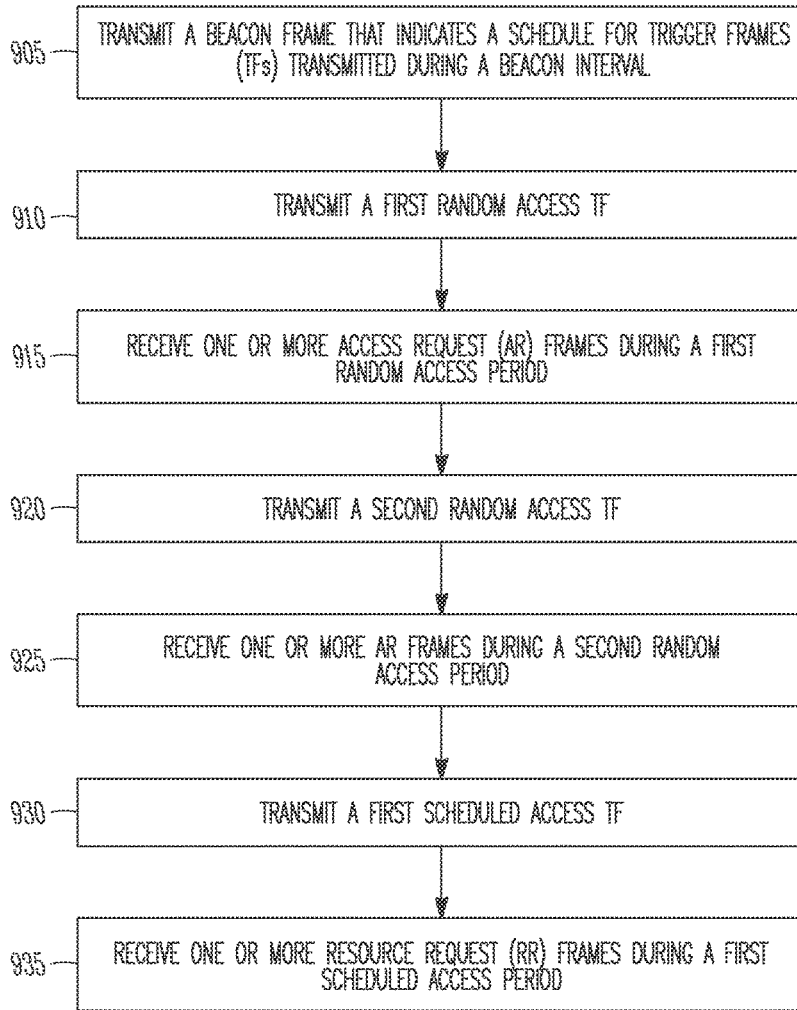 905
TRANSMIT A BEACON FRAME THAT INDICATES A SCHEDULE FOR TRIGGER FRAMES
(TFs) TRANSMITTED DURING A BEACON INTERVAL
910
TRANSMIT A FIRST RANDOM ACCESS TF
915
RECEIVE ONE OR MORE ACCESS REQUEST (AR) FRAMES DURING A FIRST
RANDOM ACCESS PERIOD
920
TRANSMIT A SECOND RANDOM ACCESS TF
925
RECEIVE ONE OR MORE AR FRAMES DURING A SECOND RANDOM
ACCESS PERIOD
930
TRANSMIT A FIRST SCHEDULED ACCESS TF
935
RECEIVE ONE OR MORE RESOURCE REQUEST (RR) FRAMES DURING A FIRST
SCHEDULED ACCESS PERIOD